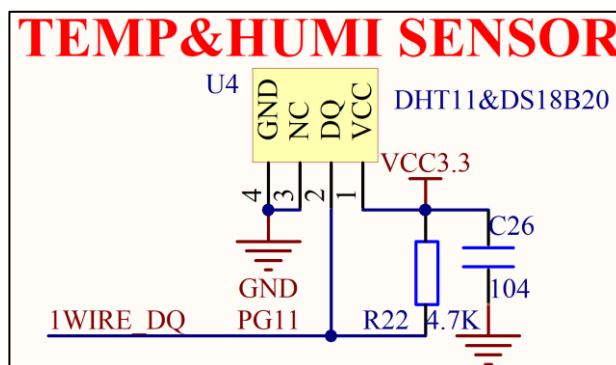 TEMP&HUMI SENSOR
U4
GND
NC
DQ
VCC
DHT11&DS18B20
4
3
2
1
VCC3.3
C26
104
GND
1WIRE_DQ
PG11
R22
4.7K